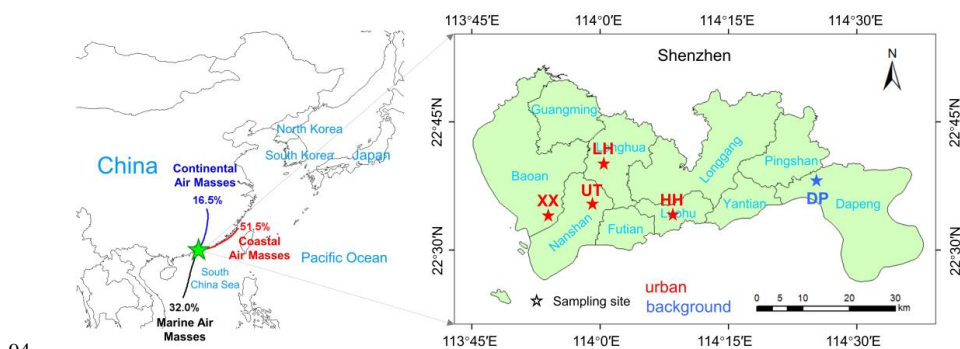 China
North Korea
South Korea
Japan
Continental
Air Masses
16.5%
51.5%
Coastal
Air Masses
Pacific Ocean
South
China Sea
32.0%
Marine Air
Masses
94
113°45'E 114°0'E 114°15'E 114°30'E
Shenzhen
N
22°45'N
22°45'N
Guangming
LH
Longhua
Longgang
Pingshan
Baoan
XX
UT
HH
Luohu
DP
Dapeng
Yantian
Nanshan
Futian
22°30'N
22°30'N
Sampling site
urban
background
0 5 10 20 30
km
113°45'E 114°0'E 114°15'E 114°30'E